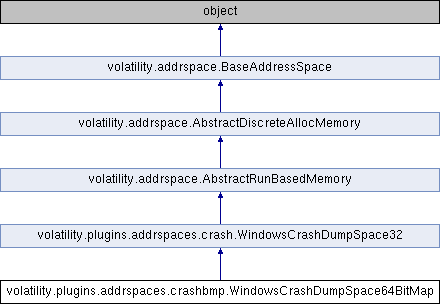 object
volatility.addrspace.BaseAddressSpace
volatility.addrspace.AbstractDiscreteAllocMemory
volatility.addrspace.AbstractRunBasedMemory
volatility.plugins.addrspaces.crash.WindowsCrashDumpSpace32
volatility.plugins.addrspaces.crashbmp.WindowsCrashDumpSpace64BitMap